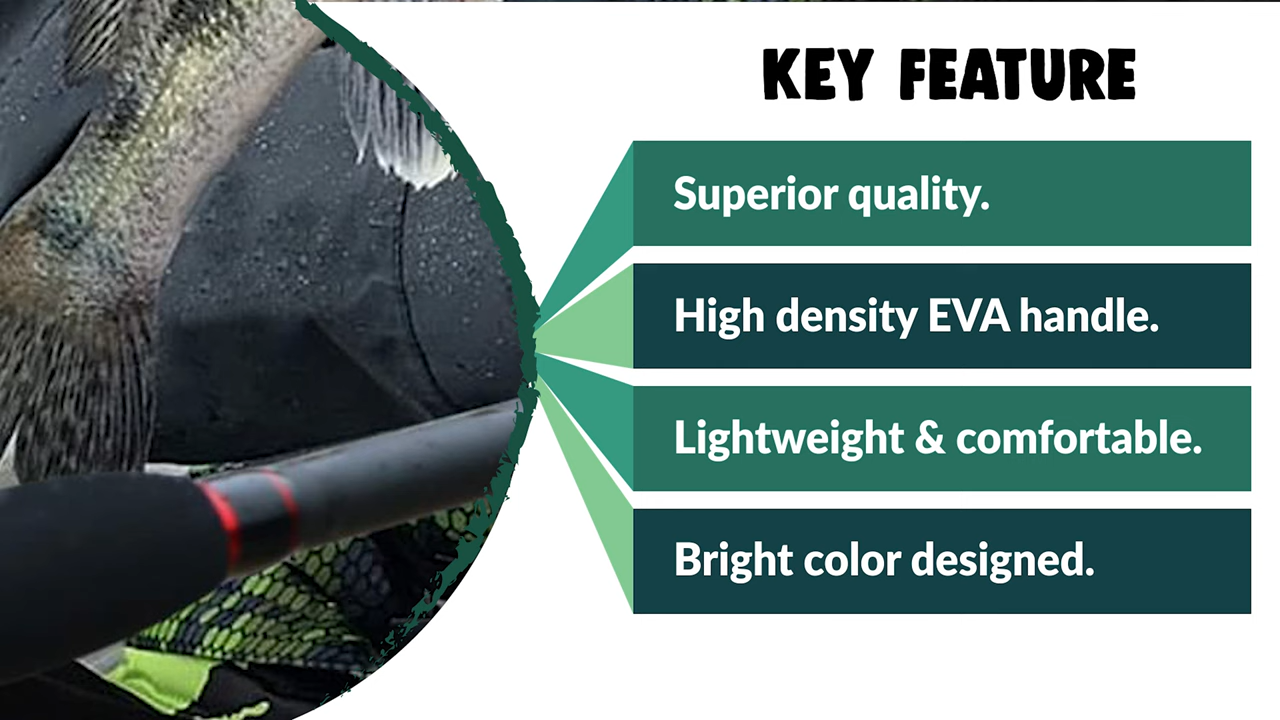 KEY FEATURE
Superior quality.
High density EVA handle.
Lightweight & comfortable.
Bright color designed.